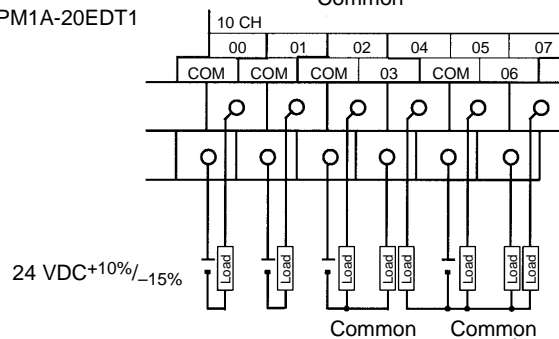 Common
PM1A-20EDT1
10 CH
00 01 02 04 05 07
COM COM COM 03 COM 06
24 VDC+10%/–15%
Load Load Load Load Load Load Load Load
Common Common